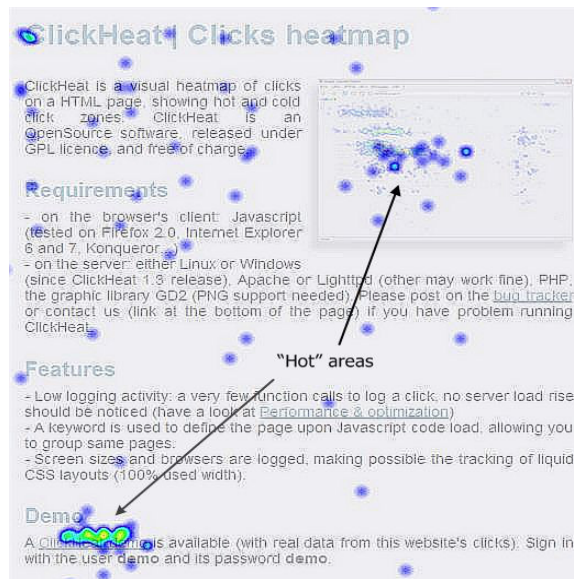 ClickHeat | Clicks heatmap
ClickHeat is a visual heatmap of clicks
on a HTML page, showing hot and cold
click zones. ClickHeat is an
OpenSource software, released under
GPL licence, and free of charge.
Requirements
- on the browser's client: Javascript
(tested on Firefox 2.0, Internet Explorer
6 and 7, Konqueror...)
- on the server: either Linux or Windows
(since ClickHeat 1.3 release), Apache or Lighttpd (other may work fine), PHP,
the graphic library GD2 (PNG support needed). Please post on the bug tracker
or contact us (link at the bottom of the page) if you have problem running
ClickHeat.
"Hot" areas
Features
- Low logging activity: a very few function calls to log a click, no server load rise
should be noticed (have a look at Performance & optimization)
- A keyword is used to define the page upon Javascript code load, allowing you
to group same pages.
- Screen sizes and browsers are logged, making possible the tracking of liquid
CSS layouts (100% used width).
Demo
A ClickHeat demo is available (with real data from this website's clicks). Sign in
with the user demo and its password demo.